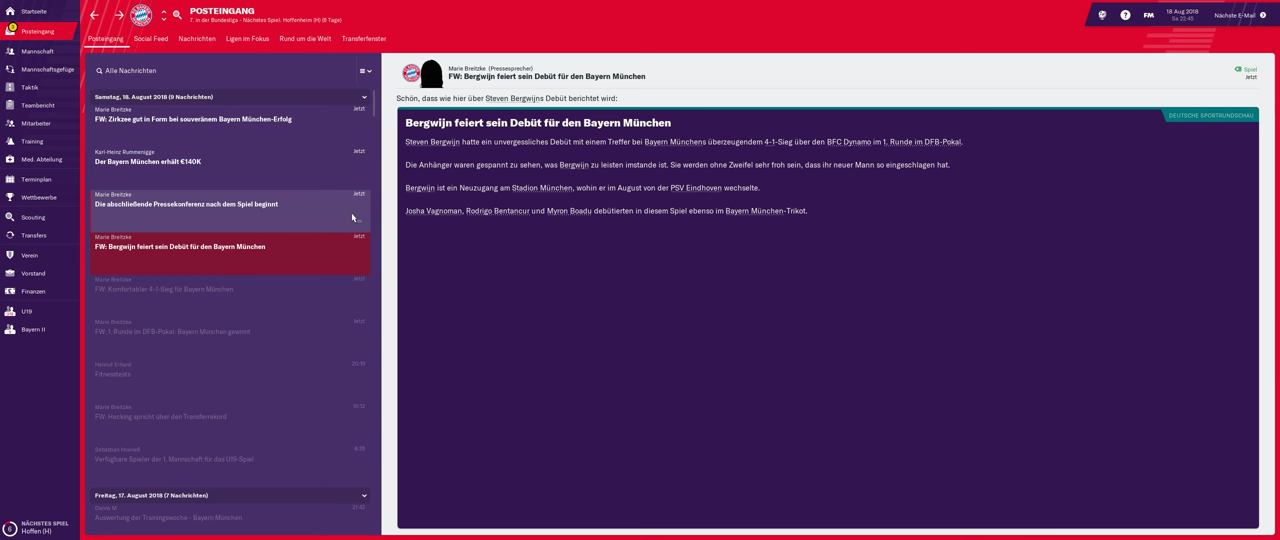 Startseite
Posteingang
Mannschaft
Mannschaftsgefüge
Taktik
Teambericht
Mitarbeiter
Training
Med. Abteilung
Terminplan
Wettbewerbe
Scouting
Transfers
Verein
Vorstand
Finanzen
U19
Bayern II
6
NÄCHSTES SPIEL
Hoffen (H)
POSTEINGANG
7. in der Bundesliga - Nächstes Spiel: Hoffenheim (H) (6 Tage)
FM
18 Aug 2018
Sa 22:45
Nächste E-Mail
Posteingang
Social Feed
Nachrichten
Ligen im Fokus
Rund um die Welt
Transferfenster
Alle Nachrichten
Samstag, 18. August 2018 (9 Nachrichten)
Marie Breitzke
Jetzt
FW: Zirkzee gut in Form bei souveränem Bayern München-Erfolg
Karl-Heinz Rummenigge
Jetzt
Der Bayern München erhält €140K
Marie Breitzke
Jetzt
Die abschließende Pressekonferenz nach dem Spiel beginnt
Marie Breitzke
Jetzt
FW: Bergwijn feiert sein Debüt für den Bayern München
Marie Breitzke
Jetzt
FW: Komfortabler 4-1-Sieg für Bayern München
Marie Breitzke
Jetzt
FW: 1. Runde im DFB-Pokal: Bayern München gewinnt
Helmut Erhard
Fitnesstests
Marie Breitzke
10:12
FW: Hecking spricht über den Transferrekord
Sebastian Hoeneß
Verfügbare Spieler der 1. Mannschaft für das U19-Spiel
Freitag, 17. August 2018 (7 Nachrichten)
Danny M
21:42
Auswertung der Trainingswoche - Bayern München
Marie Breitzke (Pressesprecher)
FW: Bergwijn feiert sein Debüt für den Bayern München
Spiel
Jetzt
Schön, dass wie hier über Steven Bergwijns Debüt berichtet wird:
DEUTSCHE SPORTRUNDSCHAU
Bergwijn feiert sein Debüt für den Bayern München
Steven Bergwijn hatte ein unvergessliches Debüt mit einem Treffer bei Bayern Münchens überzeugendem 4-1-Sieg über den BFC Dynamo im 1. Runde im DFB-Pokal.
Die Anhänger waren gespannt zu sehen, was Bergwijn zu leisten imstande ist. Sie werden ohne Zweifel sehr froh sein, dass ihr neuer Mann so eingeschlagen hat.
Bergwijn ist ein Neuzugang am Stadion München, wohin er im August von der PSV Eindhoven wechselte.
Josha Vagnoman, Rodrigo Bentancur und Myron Boadu debütierten in diesem Spiel ebenso im Bayern München-Trikot.